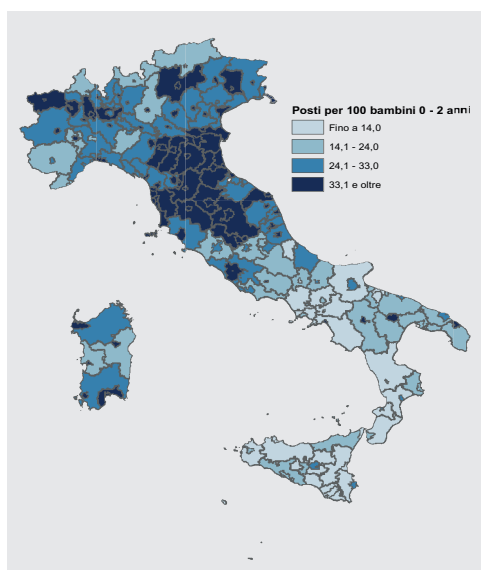 Posti per 100 bambini 0 - 2 anni
Fino a 14,0
14,1 - 24,0
24,1 - 33,0
33,1 e oltre